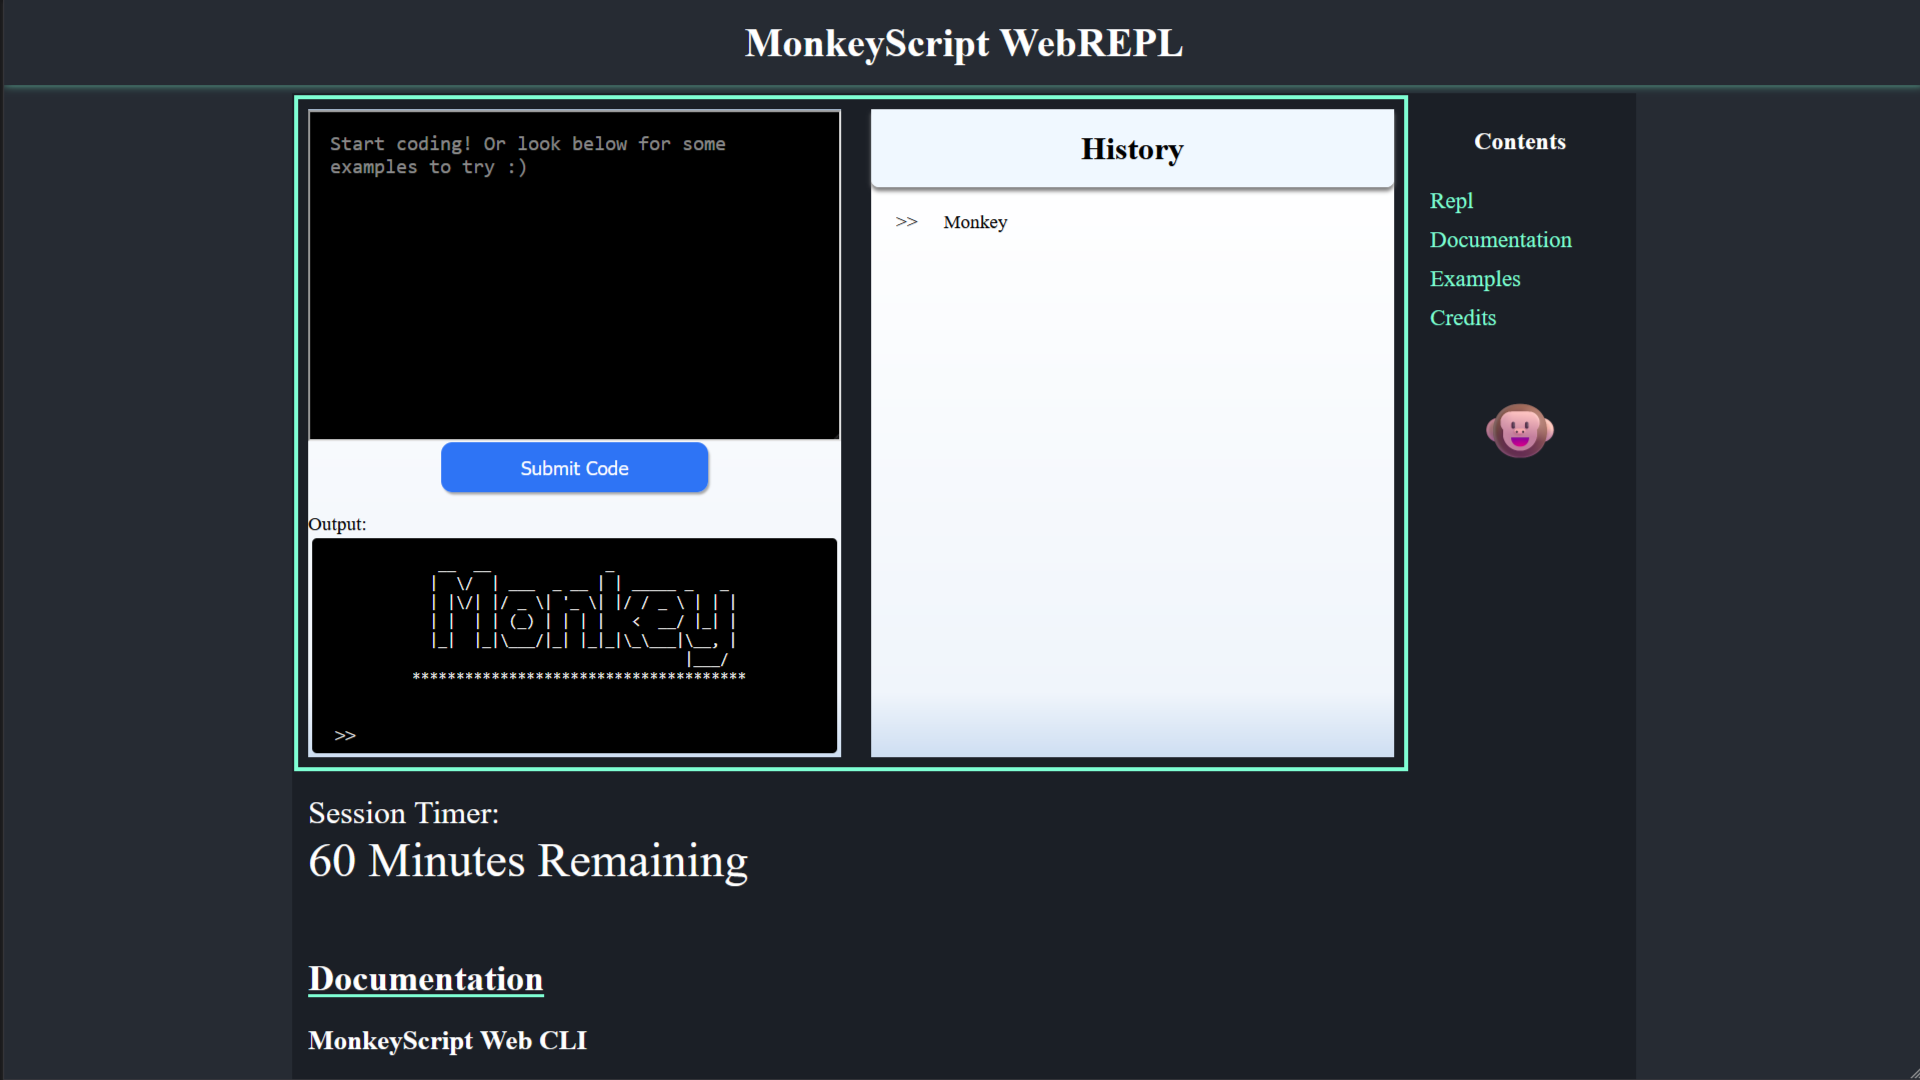 MonkeyScript WebREPL
Start coding! Or look below for some
examples to try :)
Submit Code
Output:
Monkey
**************************************
>>
History
>> Monkey
Contents
Repl
Documentation
Examples
Credits
Session Timer:
60 Minutes Remaining
Documentation
MonkeyScript Web CLI